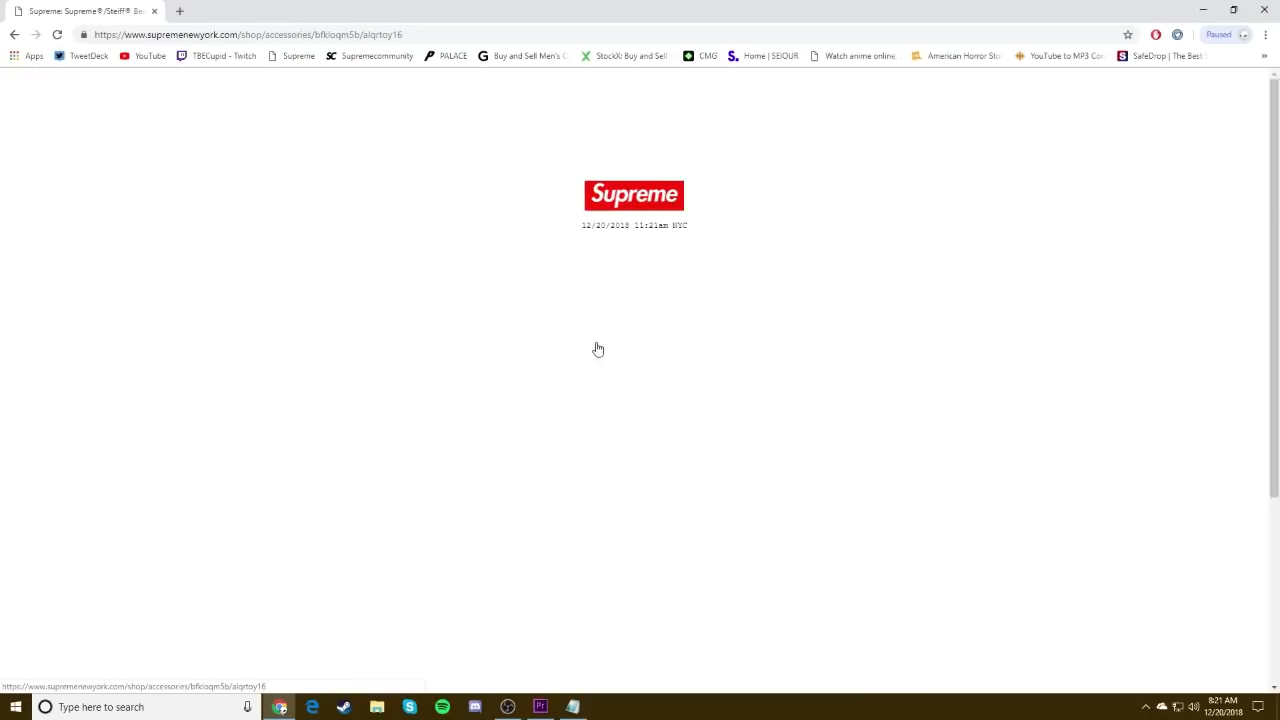 Supreme: Supreme®/Steiff® Be
https://www.supremenewyork.com/shop/accessories/bfkloqm5b/alqrtoy16
Paused
Apps
TweetDeck
YouTube
TBECupid - Twitch
Supreme
SC Supremecommunity
PALACE
G Buy and Sell Men's C
StockX: Buy and Sell
CMG
S. Home | SEIOUR
Watch anime online,
American Horror Sto
YouTube to MP3 Con
S SafeDrop | The Best S
Supreme
12/20/2018 11:21am NYC
https://www.supremenewyork.com/shop/accessories/bfkloqm5b/alqrtoy16
Type here to search
Pr
8:21 AM
12/20/2018